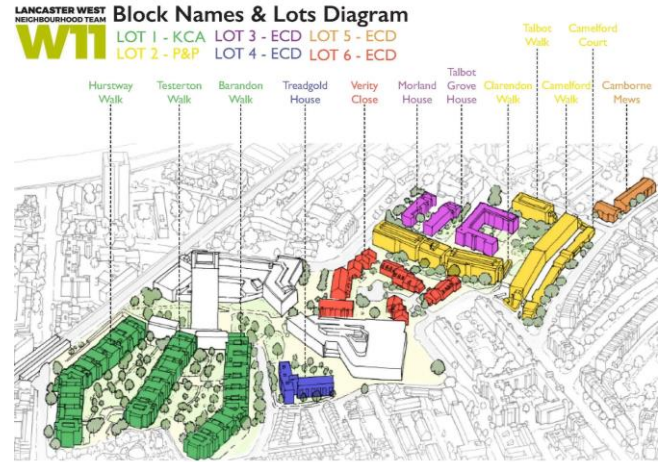 LANCASTER WEST
NEIGHBOURHOOD TEAM
W11
Block Names & Lots Diagram
LOT 1 - KCA LOT 3 - ECD LOT 5 - ECD
LOT 2 - P&P LOT 4 - ECD LOT 6 - ECD
Hurstway
Walk
Testerton
Walk
Barandon
Walk
Treadgold
House
Verity
Close
Morland
House
Talbot
Grove
House
Clarendon
Walk
Talbot
Walk
Camelford
Walk
Camelford
Court
Camborne
Mews